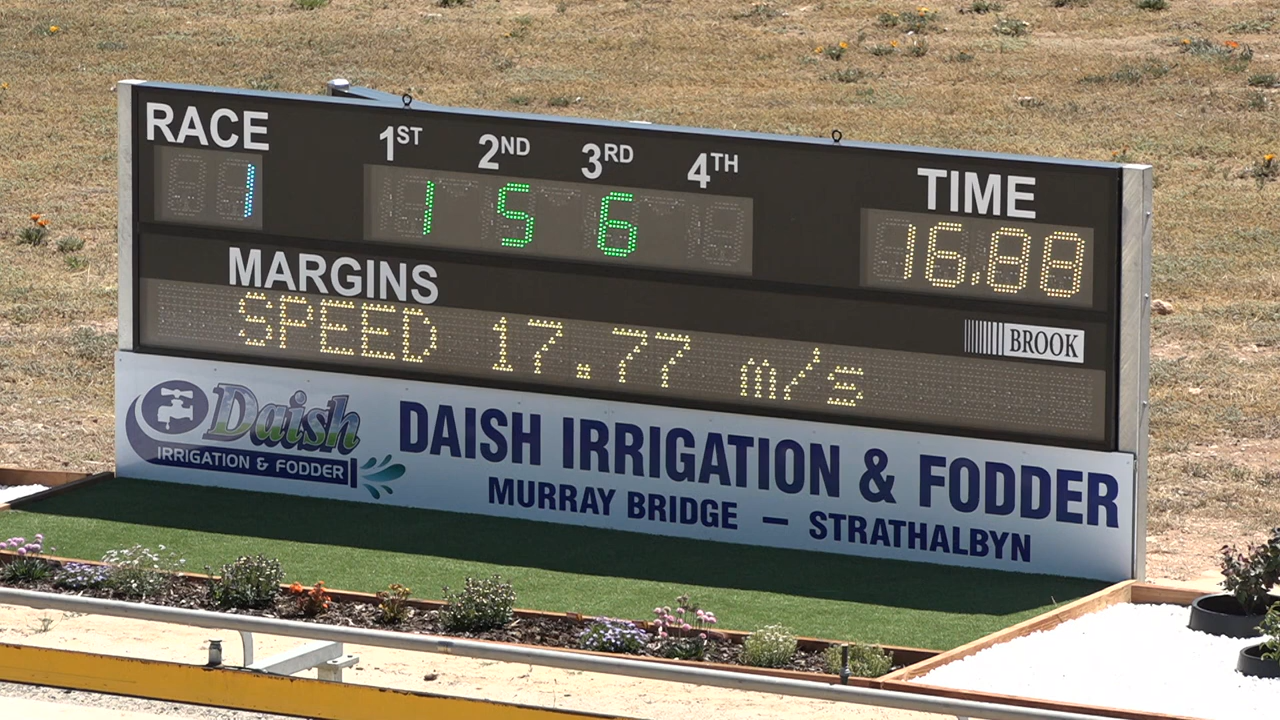 RACE 1ST 2ND 3RD 4TH TIME
1 1 5 6 16.88
MARGINS
SPEED 17.77 m/s
BROOK
Daish
IRRIGATION & FODDER
DAISH IRRIGATION & FODDER
MURRAY BRIDGE – STRATHALBYN